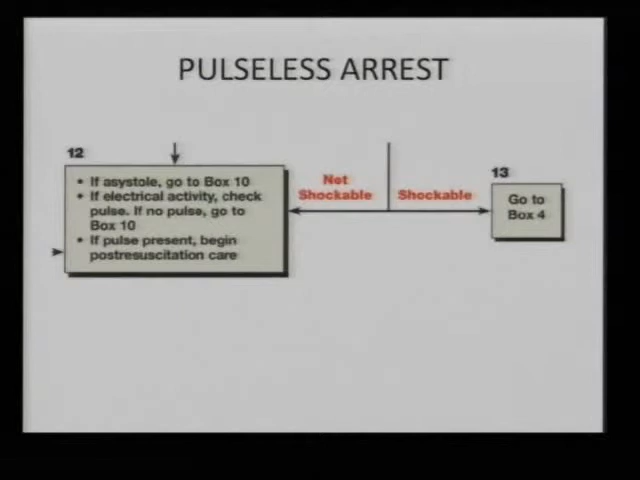 PULSELESS ARREST
12
• If asystole, go to Box 10
• If electrical activity, check
pulse. If no pulse, go to
Box 10
• If pulse present, begin
postresuscitation care
Not
Shockable
Shockable
13
Go to
Box 4